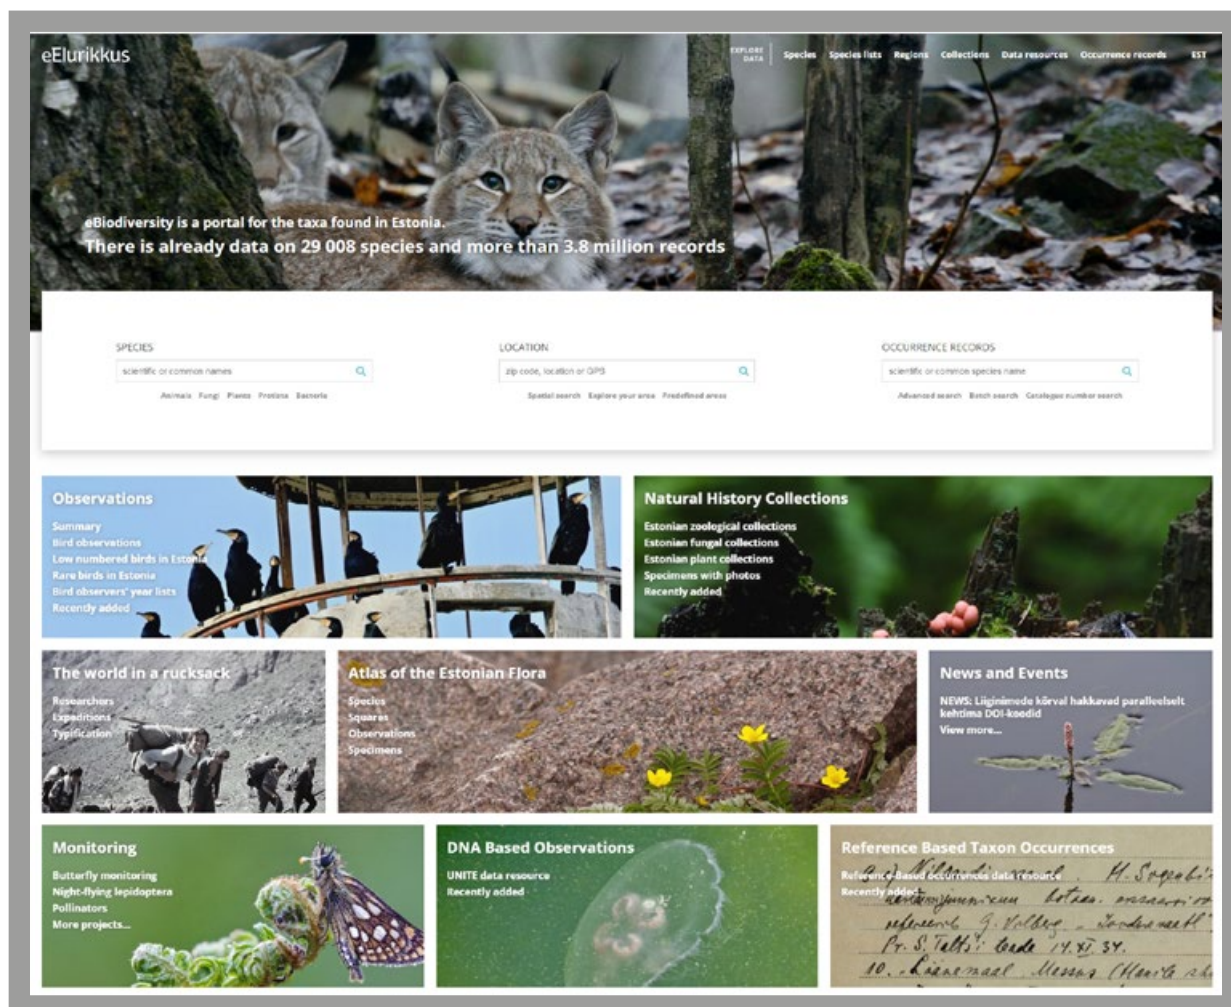 eElurikkus
EXPLORE
DATA
Species Species lists Regions Collections Data resources Occurrence records EST
eBiodiversity is a portal for the taxa found in Estonia.
There is already data on 29 008 species and more than 3.8 million records
SPECIES
scientific or common names
Animals Fungi Plants Protista Bacteria
LOCATION
zip code, location or GPS
Spatial search Explore your area Predefined areas
OCCURRENCE RECORDS
scientific or common species name
Advanced search Batch search Catalogue number search
Observations
Summary
Bird observations
Low numbered birds in Estonia
Rare birds in Estonia
Bird observers' year lists
Recently added
Natural History Collections
Estonian zoological collections
Estonian fungal collections
Estonian plant collections
Specimens with photos
Recently added
The world in a rucksack
Researchers
Expeditions
Typification
Atlas of the Estonian Flora
Species
Squares
Observations
Specimens
News and Events
NEWS: Liiginimede kõrval hakkavad paralleelselt
kehtima DOI-koodid
View more...
Monitoring
Butterfly monitoring
Night-flying lepidoptera
Pollinators
More projects...
DNA Based Observations
UNITE data resource
Recently added
Reference Based Taxon Occurrences
Reference-Based occurrences data resource
Recently added
botaan.
G. Vilberg
14. XI 34.
10. Läänemaal